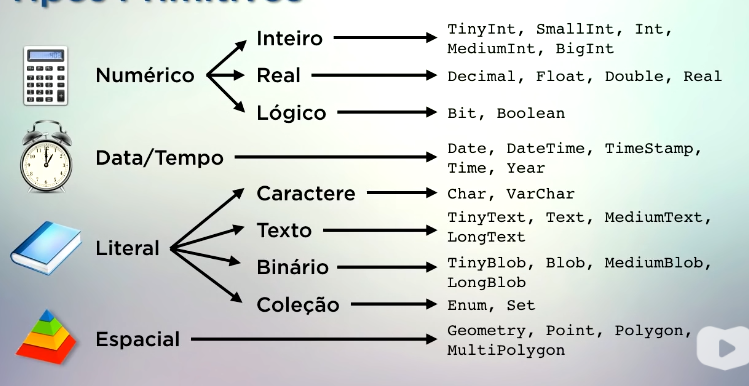 Tipos Primitivos
Numérico
Inteiro
TinyInt, SmallInt, Int,
MediumInt, BigInt
Real
Decimal, Float, Double, Real
Lógico
Bit, Boolean
Data/Tempo
Date, DateTime, TimeStamp,
Time, Year
Literal
Caractere
Char, VarChar
Texto
TinyText, Text, MediumText,
LongText
Binário
TinyBlob, Blob, MediumBlob,
LongBlob
Coleção
Enum, Set
Espacial
Geometry, Point, Polygon,
MultiPolygon